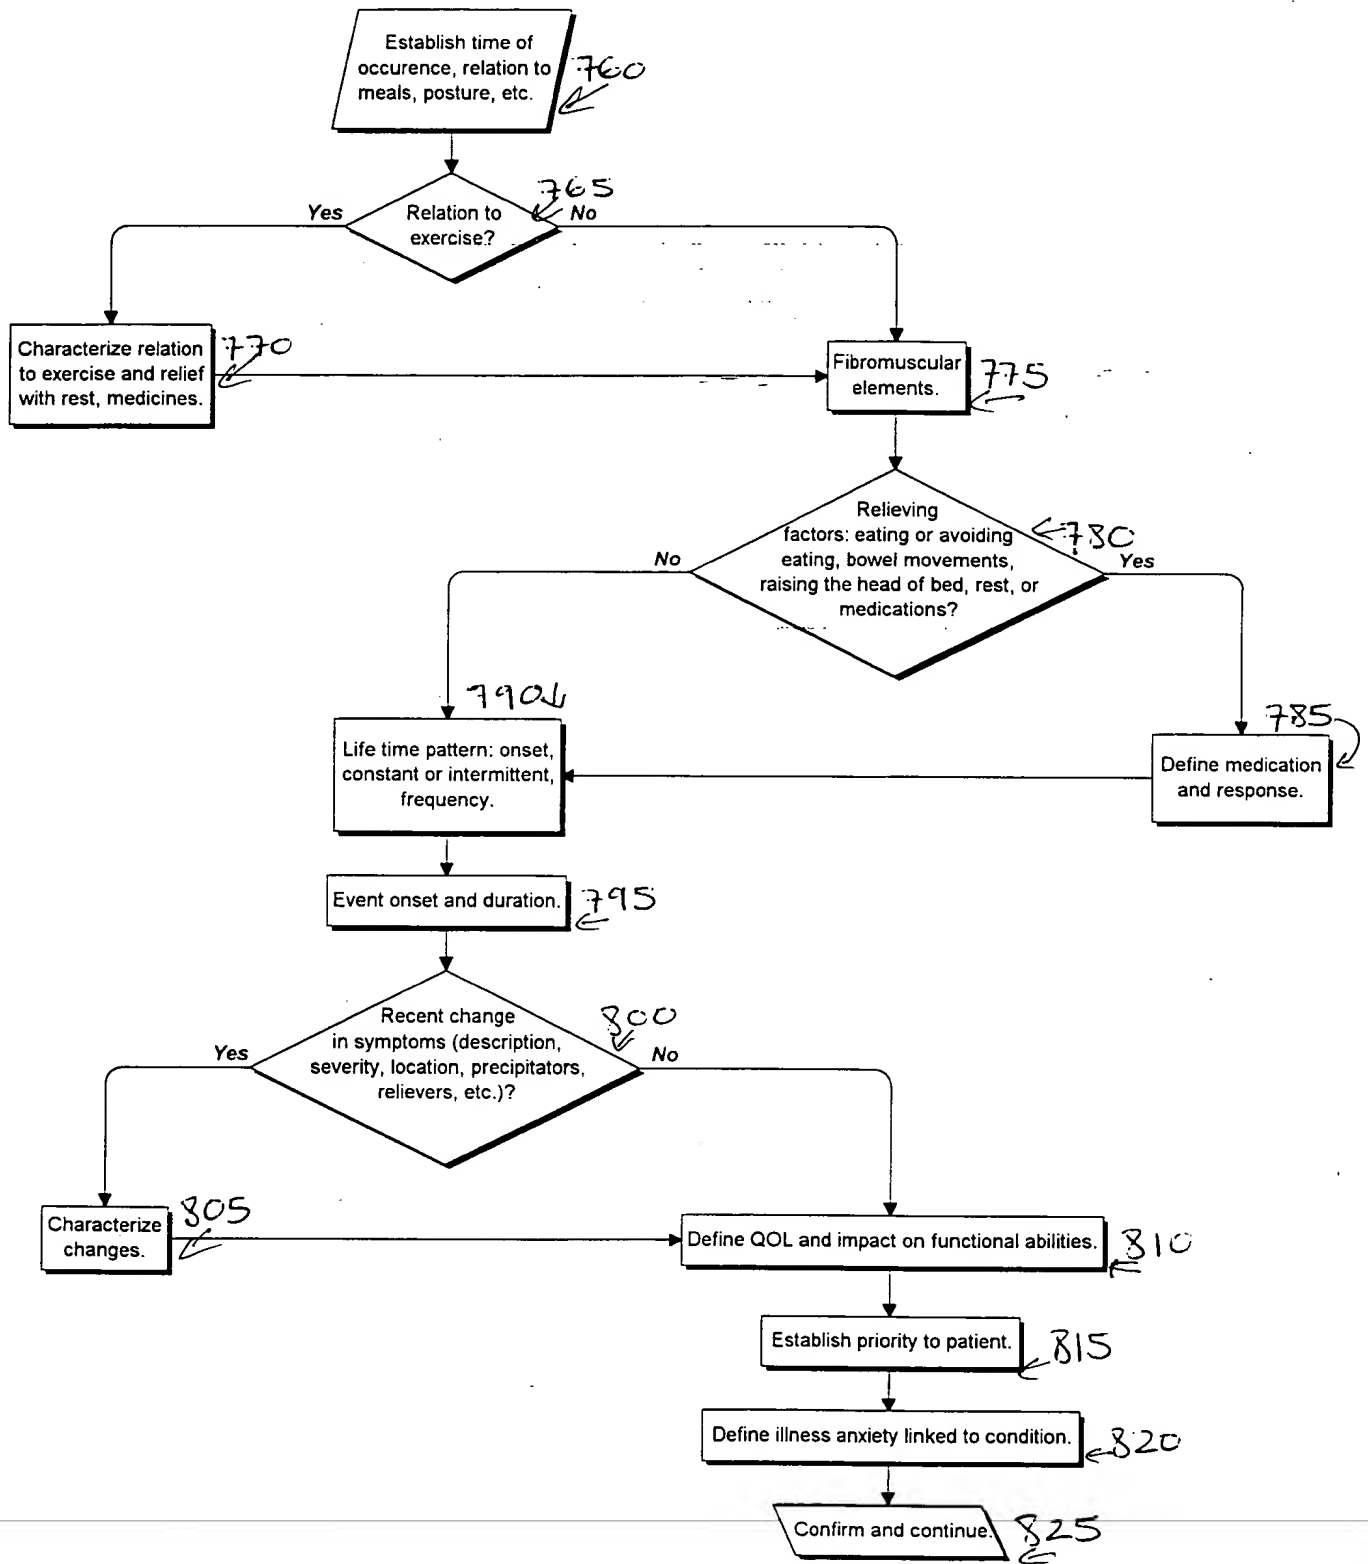 Establish time of
occurence, relation to
meals, posture, etc.
760
765
Yes
Relation to
exercise?
No
Characterize relation
to exercise and relief
with rest, medicines.
770
Fibromuscular
elements.
775
Relieving
factors: eating or avoiding
eating, bowel movements,
raising the head of bed, rest, or
medications?
780
No
Yes
790
785
Life time pattern: onset,
constant or intermittent,
frequency.
Define medication
and response.
Event onset and duration.
795
Recent change
in symptoms (description,
severity, location, precipitators,
relievers, etc.)?
800
Yes
No
Characterize
changes.
805
Define QOL and impact on functional abilities.
810
Establish priority to patient.
815
Define illness anxiety linked to condition.
820
Confirm and continue.
825